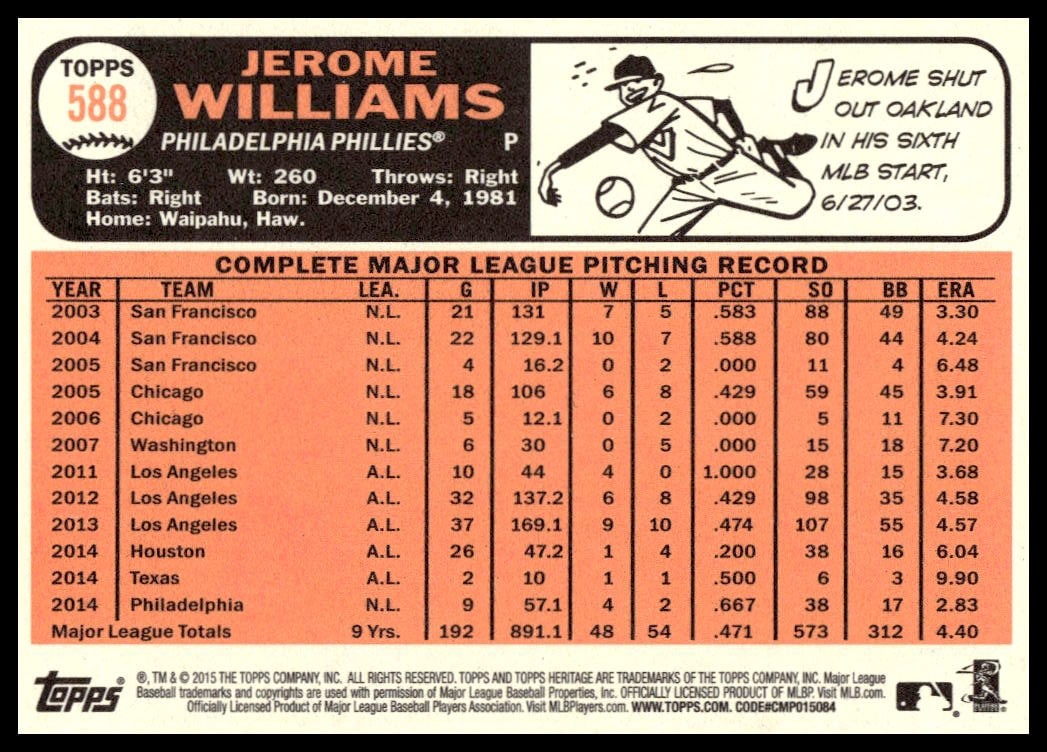 TOPPS
588
JEROME
WILLIAMS
PHILADELPHIA PHILLIES® P
Ht: 6'3" Wt: 260 Throws: Right
Bats: Right Born: December 4, 1981
Home: Waipahu, Haw.
JEROME SHUT
OUT OAKLAND
IN HIS SIXTH
MLB START,
6/27/03.
COMPLETE MAJOR LEAGUE PITCHING RECORD
YEAR TEAM LEA. G IP W L PCT SO BB ERA
2003 San Francisco N.L. 21 131 7 5 .583 88 49 3.30
2004 San Francisco N.L. 22 129.1 10 7 .588 80 44 4.24
2005 San Francisco N.L. 4 16.2 0 2 .000 11 4 6.48
2005 Chicago N.L. 18 106 6 8 .429 59 45 3.91
2006 Chicago N.L. 5 12.1 0 2 .000 5 11 7.30
2007 Washington N.L. 6 30 0 5 .000 15 18 7.20
2011 Los Angeles A.L. 10 44 4 0 1.000 28 15 3.68
2012 Los Angeles A.L. 32 137.2 6 8 .429 98 35 4.58
2013 Los Angeles A.L. 37 169.1 9 10 .474 107 55 4.57
2014 Houston A.L. 26 47.2 1 4 .200 38 16 6.04
2014 Texas A.L. 2 10 1 1 .500 6 3 9.90
2014 Philadelphia N.L. 9 57.1 4 2 .667 38 17 2.83
Major League Totals 9 Yrs. 192 891.1 48 54 .471 573 312 4.40
Topps®
®, TM & © 2015 THE TOPPS COMPANY, INC. ALL RIGHTS RESERVED. TOPPS AND TOPPS HERITAGE ARE TRADEMARKS OF THE TOPPS COMPANY, INC. Major League
Baseball trademarks and copyrights are used with permission of Major League Baseball Properties, Inc. OFFICIALLY LICENSED PRODUCT OF MLBP. Visit MLB.com.
Officially Licensed Product of Major League Baseball Players Association. Visit MLBPlayers.com. WWW.TOPPS.COM. CODE#CMP015084